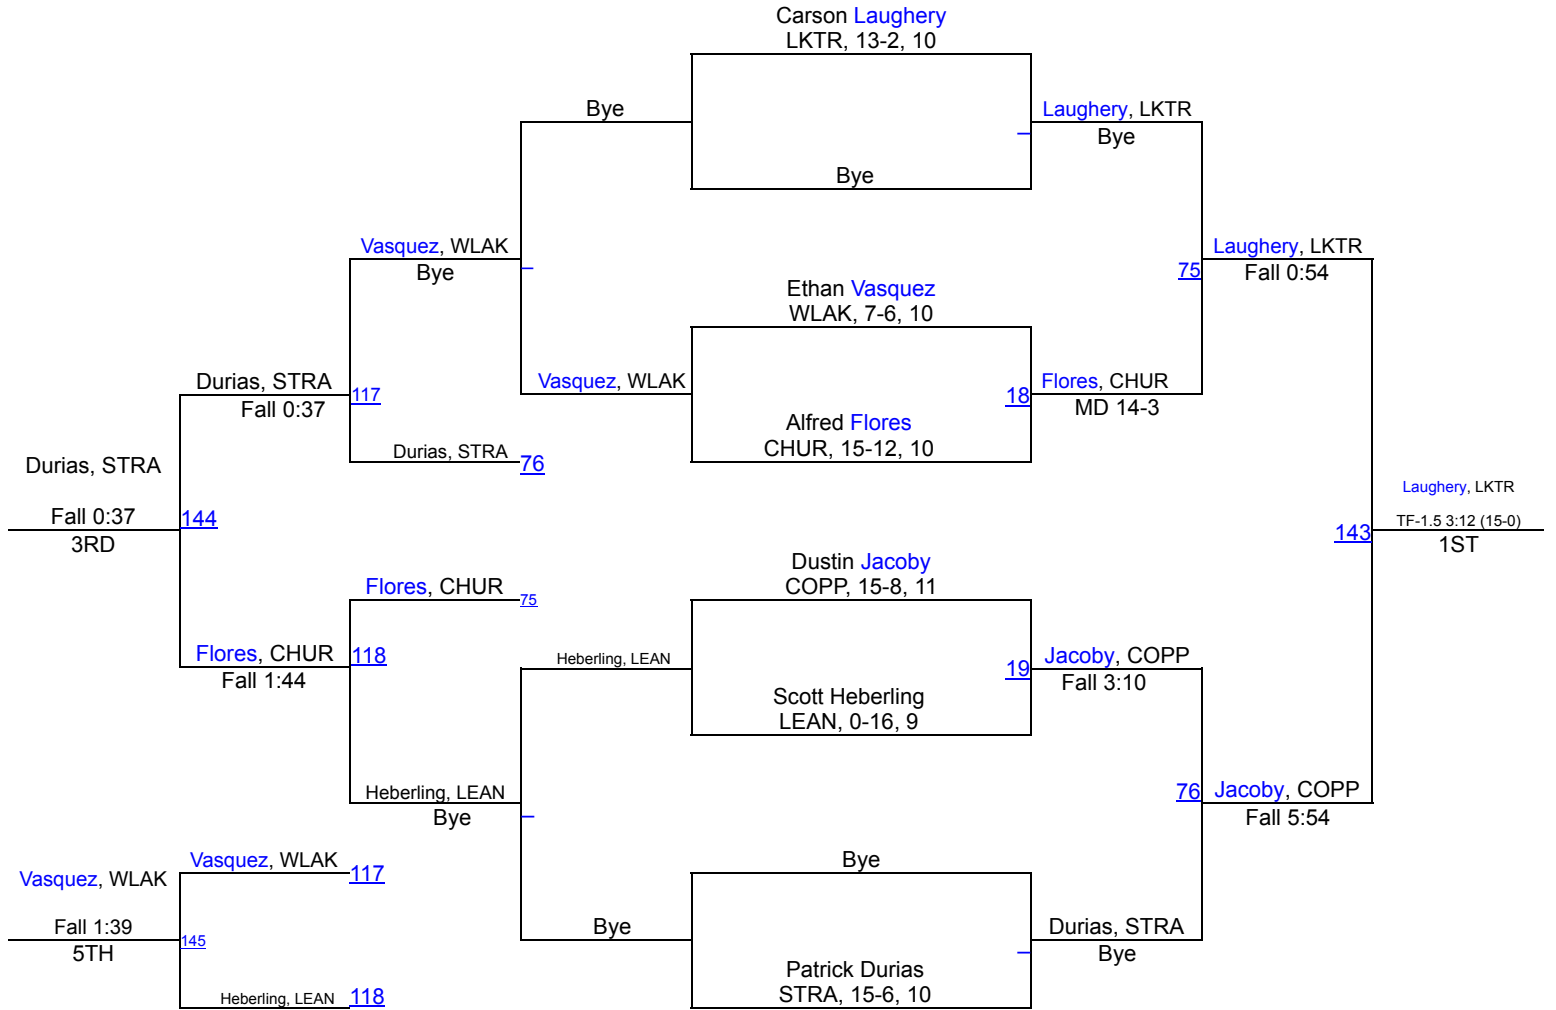 Carson Laughery
LKTR, 13-2, 10
Bye
Laughery, LKTR
Bye
Bye
Vasquez, WLAK
Bye
Laughery, LKTR
75
Fall 0:54
Ethan Vasquez
WLAK, 7-6, 10
Durias, STRA
117
Fall 0:37
Vasquez, WLAK
18
Flores, CHUR
MD 14-3
Alfred Flores
CHUR, 15-12, 10
Durias, STRA
76
Durias, STRA
Fall 0:37
144
3RD
Laughery, LKTR
TF-1.5 3:12 (15-0)
143
1ST
Dustin Jacoby
COPP, 15-8, 11
Flores, CHUR
75
Flores, CHUR
118
Fall 1:44
Heberling, LEAN
19
Jacoby, COPP
Fall 3:10
Scott Heberling
LEAN, 0-16, 9
Heberling, LEAN
Bye
76
Jacoby, COPP
Fall 5:54
Vasquez, WLAK
117
Vasquez, WLAK
Fall 1:39
145
5TH
Heberling, LEAN
118
Bye
Bye
Durias, STRA
Bye
Patrick Durias
STRA, 15-6, 10